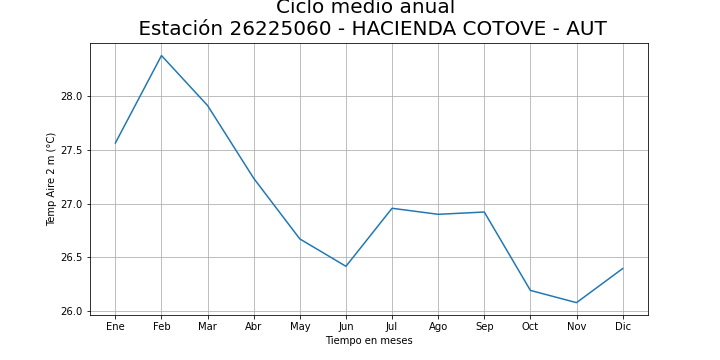 Ciclo medio anual
Estación 26225060 - HACIENDA COTOVE - AUT
Temp Aire 2 m (°C)
28.0
27.5
27.0
26.5
26.0
Ene Feb Mar Abr May Jun Jul Ago Sep Oct Nov Dic
Tiempo en meses